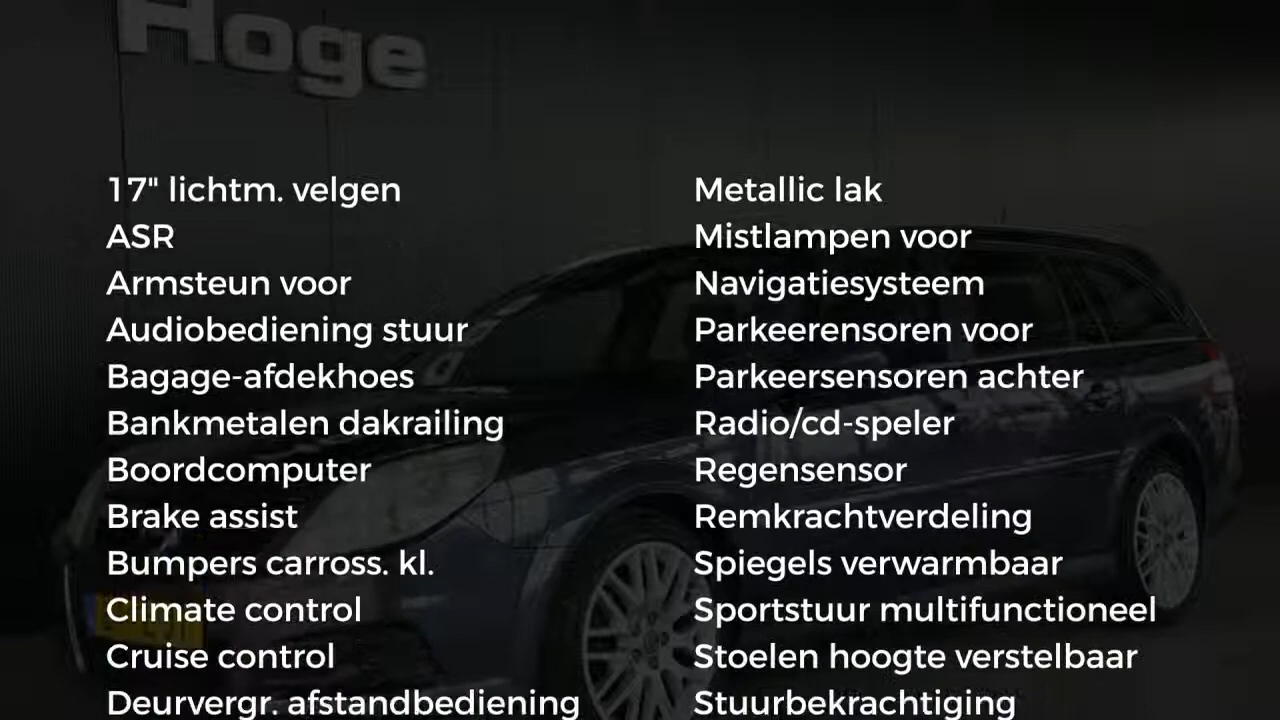 Hoge
17" lichtm. velgen
ASR
Armsteun voor
Audiobediening stuur
Bagage-afdekhoes
Bankmetalen dakrailing
Boordcomputer
Brake assist
Bumpers carross. kl.
Climate control
Cruise control
Deurvergr. afstandbediening
Metallic lak
Mistlampen voor
Navigatiesysteem
Parkeerensoren voor
Parkeersensoren achter
Radio/cd-speler
Regensensor
Remkrachtverdeling
Spiegels verwarmbaar
Sportstuur multifunctioneel
Stoelen hoogte verstelbaar
Stuurbekrachtiging